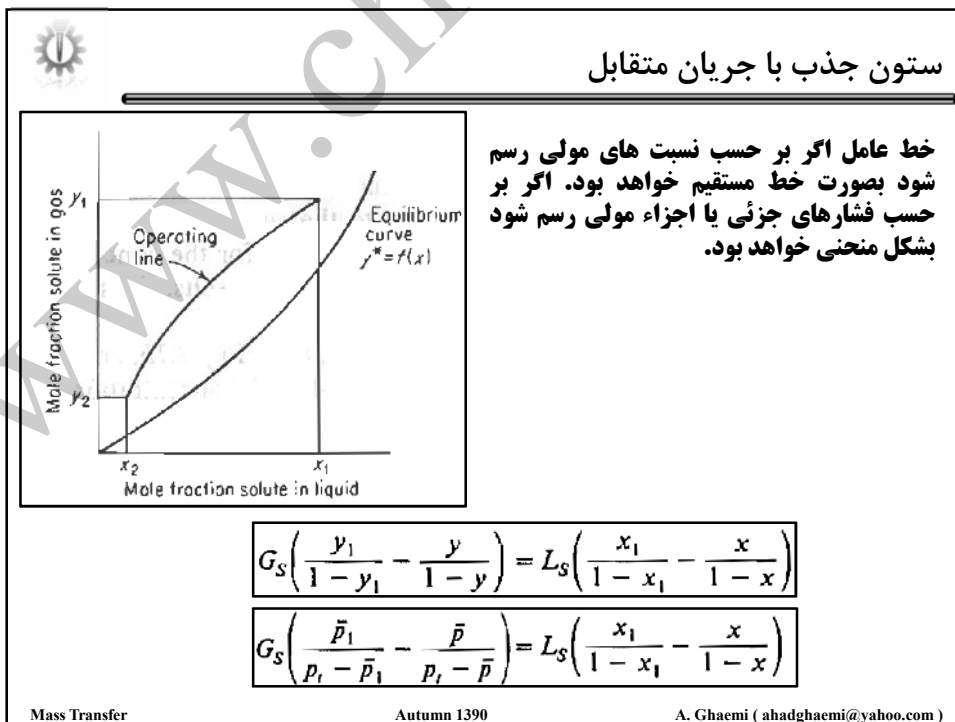 ستون جذب با جریان متقابل
خط عامل اگر بر حسب نسبت های مولی رسم
شود بصورت خط مستقیم خواهد بود. اگر بر
حسب فشارهای جزئی یا اجزاء مولی رسم شود
بشکل منحنی خواهد بود.
Mole fraction solute in gas
y₁
y₂
Operating
line
Equilibrium
curve
y* = f(x)
x₂
x₁
Mole fraction solute in liquid
G_S(y₁/(1 − y₁) − y/(1 − y)) = L_S(x₁/(1 − x₁) − x/(1 − x))
G_S(p̄₁/(p_t − p̄₁) − p̄/(p_t − p̄)) = L_S(x₁/(1 − x₁) − x/(1 − x))
Mass Transfer
Autumn 1390
A. Ghaemi ( ahadghaemi@yahoo.com )
www.ch